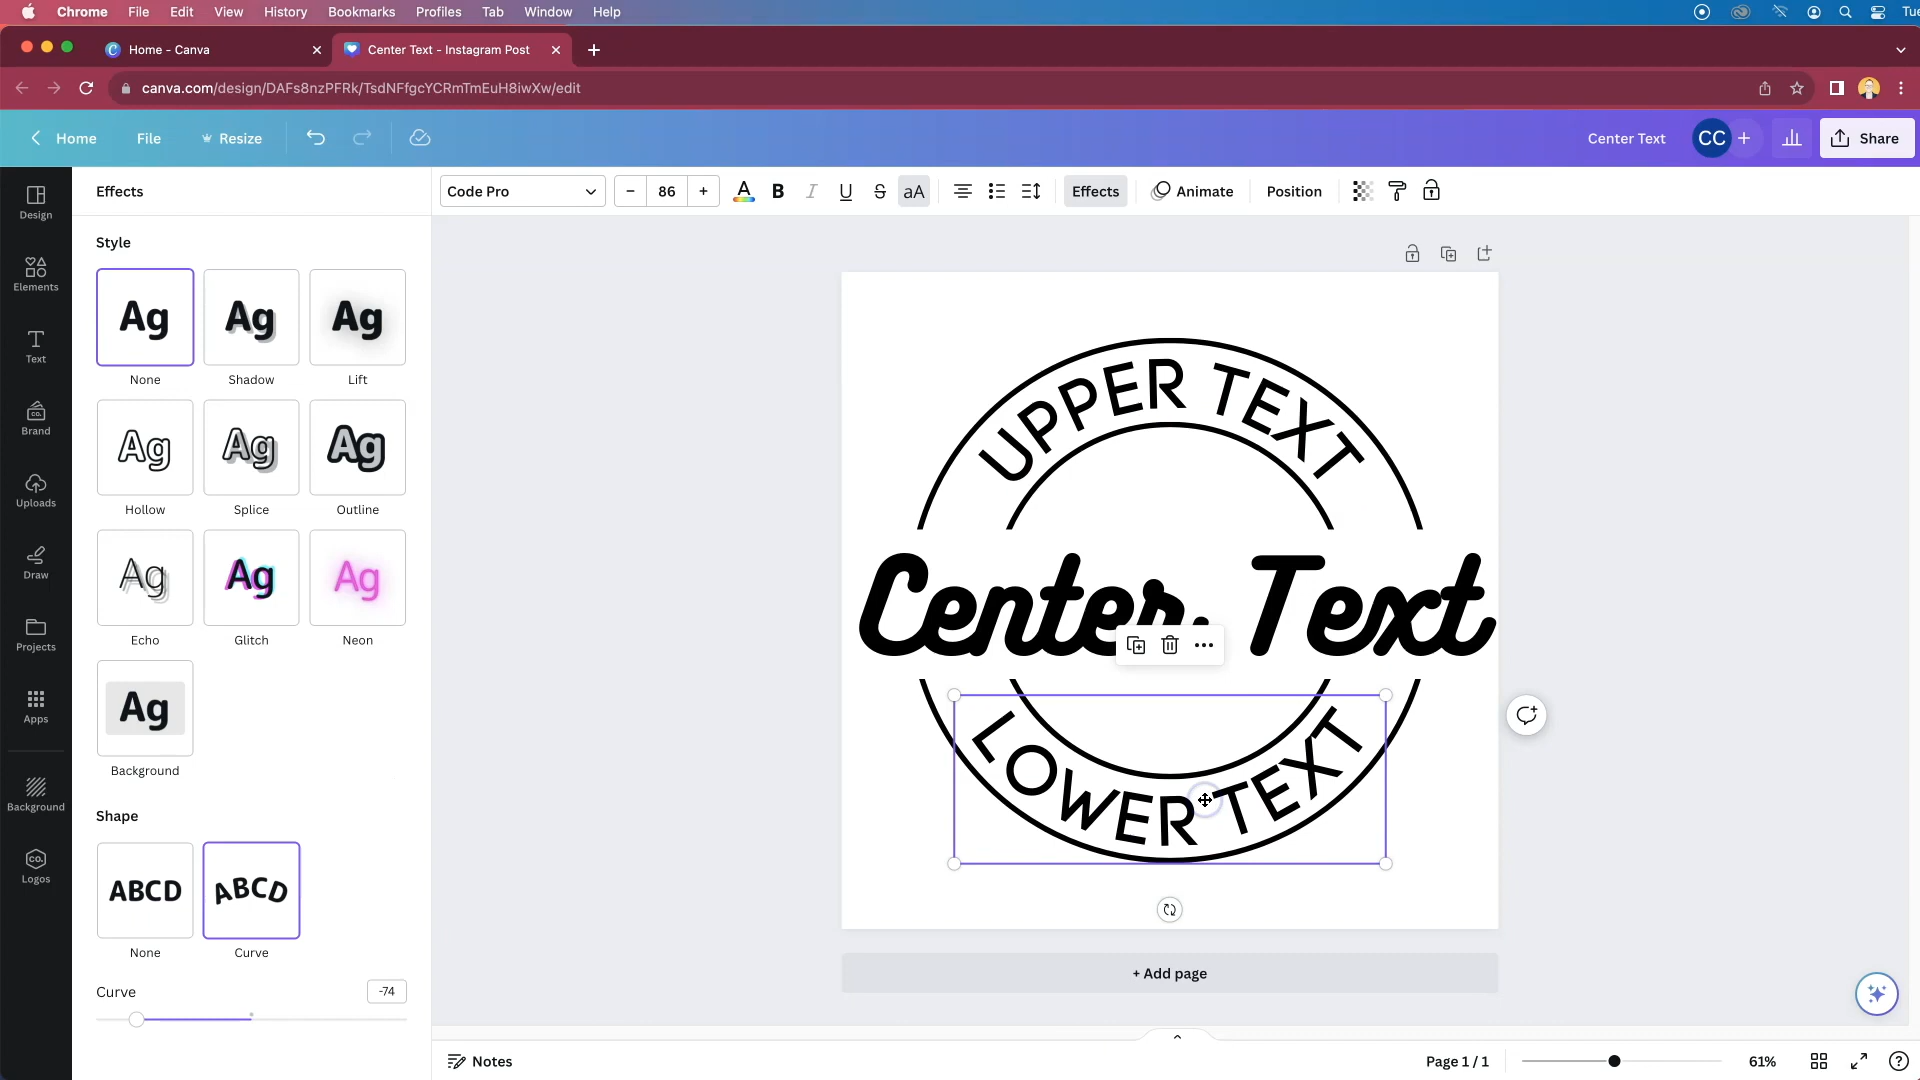 Chrome File Edit View History Bookmarks Profiles Tab Window Help
Tue
Home - Canva
Center Text - Instagram Post
canva.com/design/DAFs8nzPFRk/TsdNFfgcYCRmTmEuH8iwXw/edit
Home File Resize
Center Text CC + Share
Effects
Code Pro - 86 + A B I U S aA Effects Animate Position
Design
Elements
Text
Brand
Uploads
Draw
Projects
Apps
Background
Logos
Style
Ag Ag Ag
None Shadow Lift
Ag Ag Ag
Hollow Splice Outline
Ag Ag Ag
Echo Glitch Neon
Ag
Background
Shape
ABCD ABCD
None Curve
Curve -74
UPPER TEXT
Center Text
LOWER TEXT
+ Add page
Notes
Page 1 / 1 61%